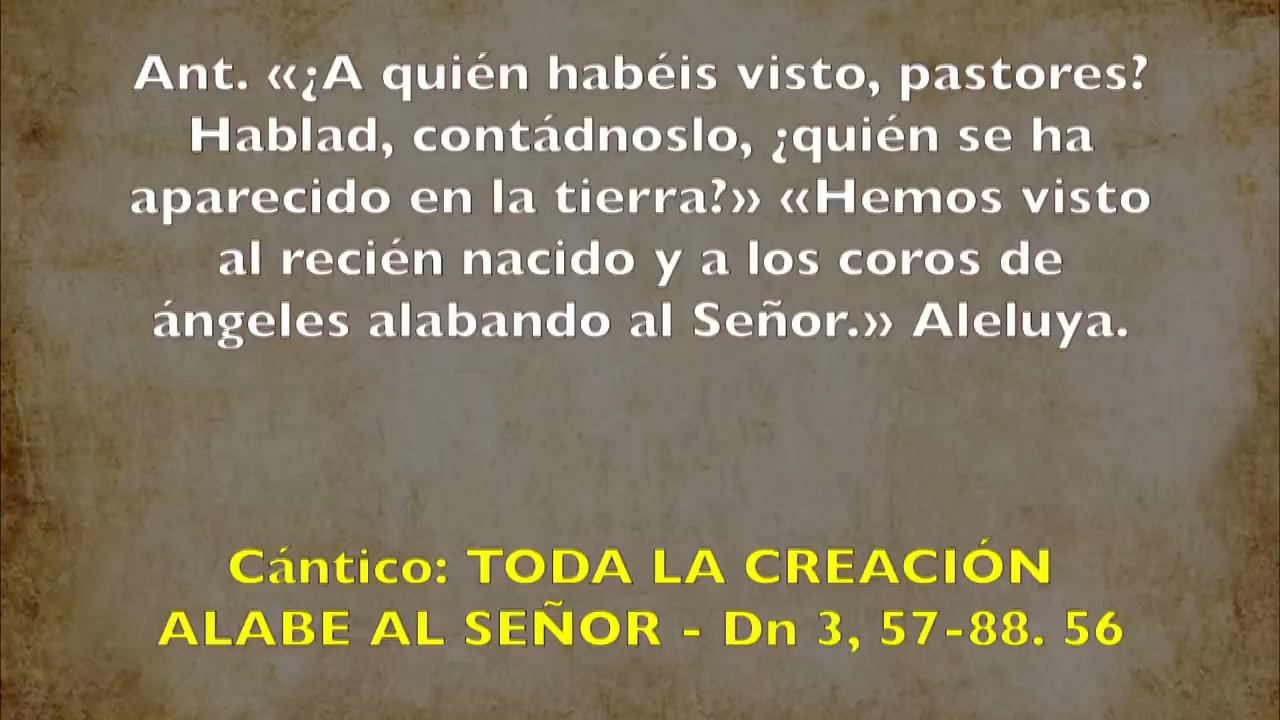 Ant. «¿A quién habéis visto, pastores?
Hablad, contádnoslo, ¿quién se ha
aparecido en la tierra?» «Hemos visto
al recién nacido y a los coros de
ángeles alabando al Señor.» Aleluya.
Cántico: TODA LA CREACIÓN
ALABE AL SEÑOR - Dn 3, 57-88. 56